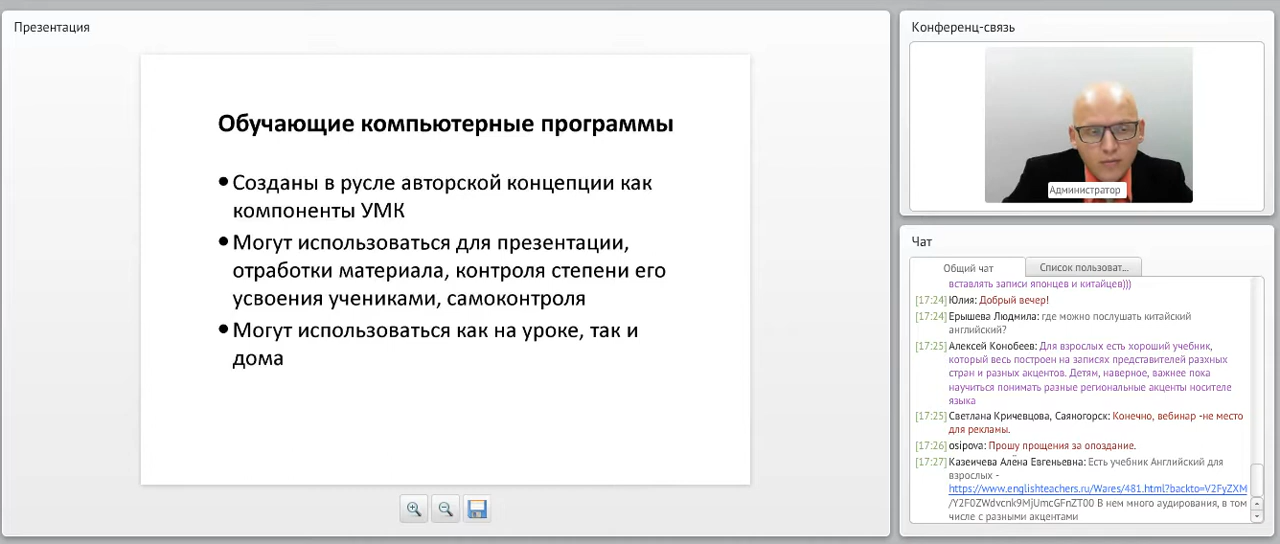 Презентация
Обучающие компьютерные программы
•Созданы в русле авторской концепции как
компоненты УМК
•Могут использоваться для презентации,
отработки материала, контроля степени его
усвоения учениками, самоконтроля
•Могут использоваться как на уроке, так и
дома
Конференц-связь
Администратор
Чат
Общий чат
Список пользоват...
вставлять записи японцев и китайцев)))
[17:24] Юлия: Добрый вечер!
[17:24] Ерышева Людмила: где можно послушать китайский
английский?
[17:25] Алексей Конобеев: Для взрослых есть хороший учебник,
который весь построен на записях представителей разхных
стран и разных акцентов. Детям, наверное, важнее пока
научиться понимать разные региональные акценты носителе
языка
[17:25] Светлана Кричевцова, Саяногорск: Конечно, вебинар -не место
для рекламы.
[17:26] osipova: Прошу прощения за опоздание.
[17:27] Казеичева Алёна Евгеньевна: Есть учебник Английский для
взрослых -
https://www.englishteachers.ru/Wares/481.html?backto=V2FyZXM
/Y2F0ZWdvcnk9MjUmcGFnZT00 В нем много аудирования, в том
числе с разными акцентами